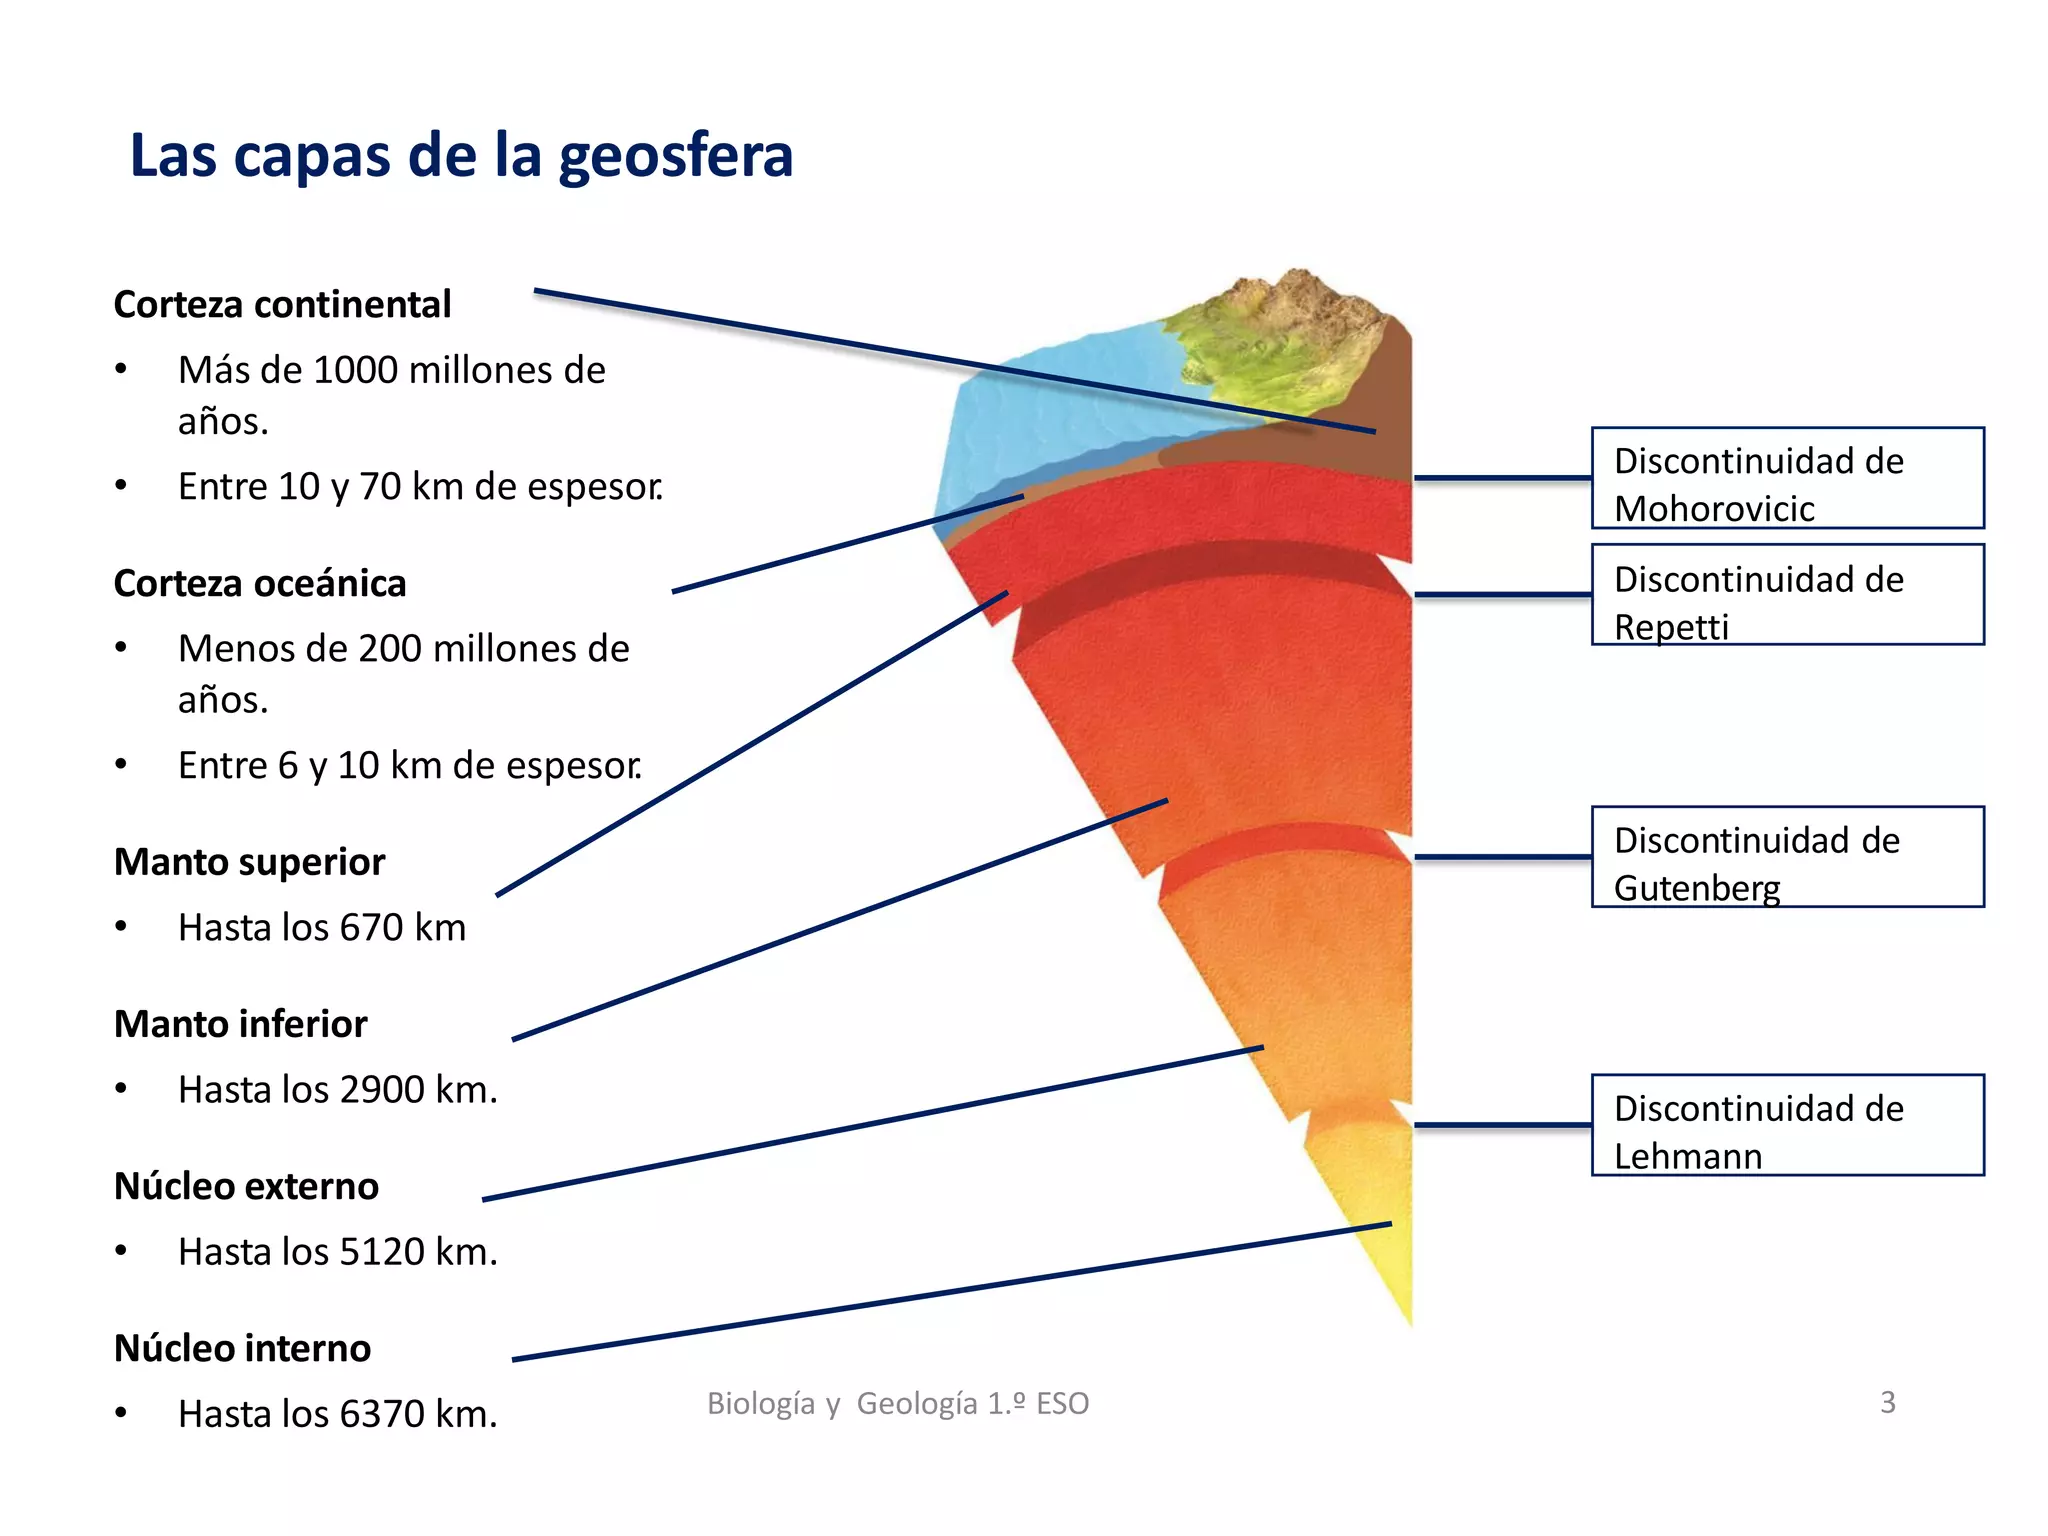 Las capas de la geosfera
Corteza continental
• Más de 1000 millones de
años.
• Entre 10 y 70 km de espesor.
Corteza oceánica
• Menos de 200 millones de
años.
• Entre 6 y 10 km de espesor.
Manto superior
• Hasta los 670 km
Manto inferior
• Hasta los 2900 km.
Núcleo externo
• Hasta los 5120 km.
Núcleo interno
• Hasta los 6370 km.
Discontinuidad de
Mohorovicic
Discontinuidad de
Repetti
Discontinuidad de
Gutenberg
Discontinuidad de
Lehmann
Biología y  Geología 1.º ESO
3